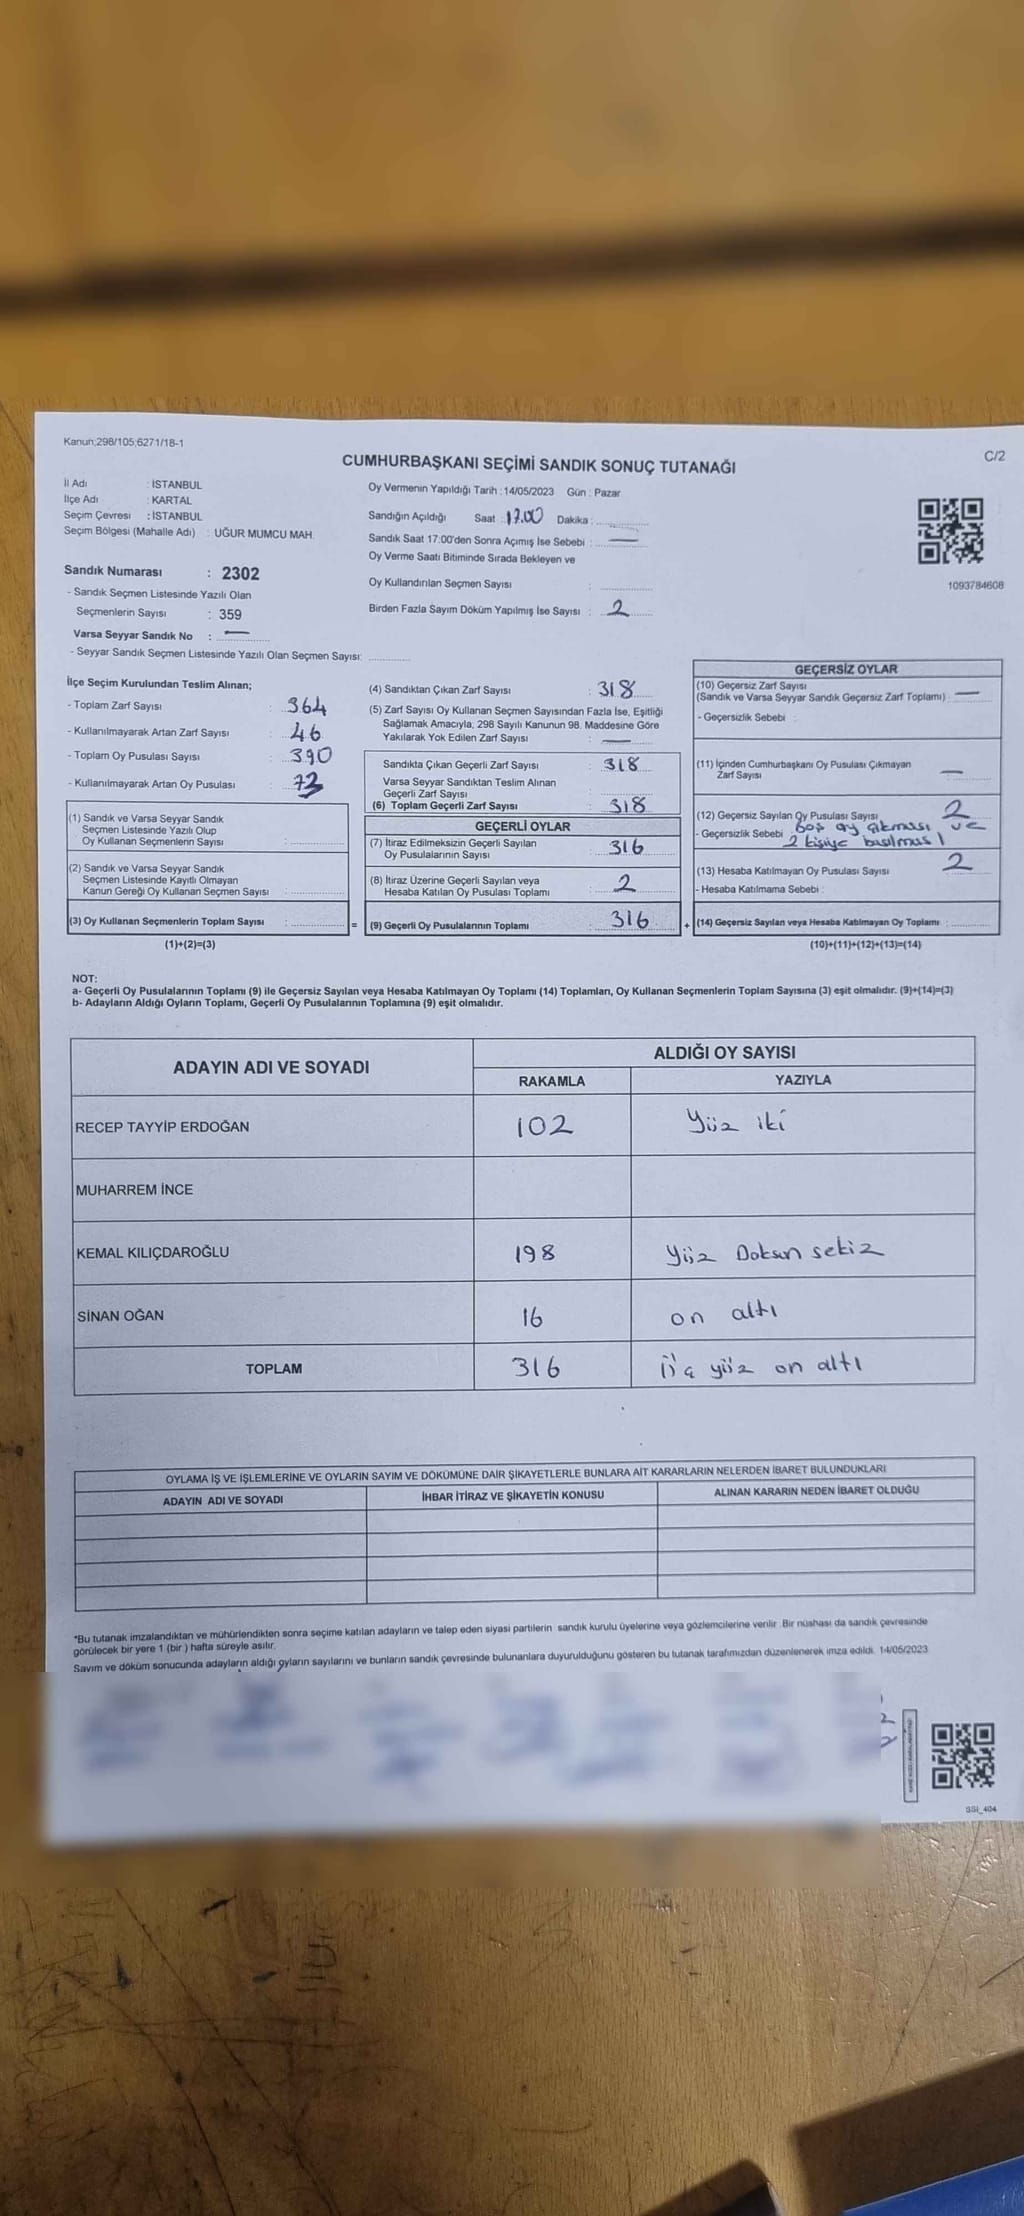 Kanun;298/105;6271/18-1
C/2
CUMHURBAŞKANI SEÇİMİ SANDIK SONUÇ TUTANAĞI
İl Adı : İSTANBUL
İlçe Adı : KARTAL
Seçim Çevresi : İSTANBUL
Seçim Bölgesi (Mahalle Adı) : UĞUR MUMCU MAH.
Sandık Numarası : 2302
- Sandık Seçmen Listesinde Yazılı Olan
Seçmenlerin Sayısı : 359
Varsa Seyyar Sandık No : —
- Seyyar Sandık Seçmen Listesinde Yazılı Olan Seçmen Sayısı:
Oy Vermenin Yapıldığı Tarih : 14/05/2023 Gün : Pazar
Sandığın Açıldığı Saat : 17.00 Dakika :
Sandık Saat 17:00'den Sonra Açımış İse Sebebi : —
Oy Verme Saati Bitiminde Sırada Bekleyen ve
Oy Kullandırılan Seçmen Sayısı :
Birden Fazla Sayım Döküm Yapılmış İse Sayısı : 2
1093784608
İlçe Seçim Kurulundan Teslim Alınan;
- Toplam Zarf Sayısı : 364
- Kullanılmayarak Artan Zarf Sayısı : 46
- Toplam Oy Pusulası Sayısı : 390
- Kullanılmayarak Artan Oy Pusulası : 73
(1) Sandık ve Varsa Seyyar Sandık
Seçmen Listesinde Yazılı Olup
Oy Kullanan Seçmenlerin Sayısı :
(2) Sandık ve Varsa Seyyar Sandık
Seçmen Listesinde Kayıtlı Olmayan
Kanun Gereği Oy Kullanan Seçmen Sayısı :
(3) Oy Kullanan Seçmenlerin Toplam Sayısı :
(1)+(2)=(3)
=
(4) Sandıktan Çıkan Zarf Sayısı : 318
(5) Zarf Sayısı Oy Kullanan Seçmen Sayısından Fazla İse, Eşitliği
Sağlamak Amacıyla; 298 Sayılı Kanunun 98. Maddesine Göre
Yakılarak Yok Edilen Zarf Sayısı : —
Sandıkta Çıkan Geçerli Zarf Sayısı : 318
Varsa Seyyar Sandıktan Teslim Alınan
Geçerli Zarf Sayısı :
(6) Toplam Geçerli Zarf Sayısı : 318
GEÇERLİ OYLAR
(7) İtiraz Edilmeksizin Geçerli Sayılan
Oy Pusulalarının Sayısı : 316
(8) İtiraz Üzerine Geçerli Sayılan veya
Hesaba Katılan Oy Pusulası Toplamı : 2
(9) Geçerli Oy Pusulalarının Toplamı : 316
+
GEÇERSİZ OYLAR
(10) Geçersiz Zarf Sayısı
(Sandık ve Varsa Seyyar Sandık Geçersiz Zarf Toplamı) : —
- Geçersizlik Sebebi :
(11) İçinden Cumhurbaşkanı Oy Pusulası Çıkmayan
Zarf Sayısı : —
(12) Geçersiz Sayılan Oy Pusulası Sayısı : 2
- Geçersizlik Sebebi : boş oy çıkması ve
2 kişiye basılması
(13) Hesaba Katılmayan Oy Pusulası Sayısı : 2
- Hesaba Katılmama Sebebi :
(14) Geçersiz Sayılan veya Hesaba Katılmayan Oy Toplamı :
(10)+(11)+(12)+(13)=(14)
NOT:
a- Geçerli Oy Pusulalarının Toplamı (9) ile Geçersiz Sayılan veya Hesaba Katılmayan Oy Toplamı (14) Toplamları, Oy Kullanan Seçmenlerin Toplam Sayısına (3) eşit olmalıdır. (9)+(14)=(3)
b- Adayların Aldığı Oyların Toplamı, Geçerli Oy Pusulalarının Toplamına (9) eşit olmalıdır.
ADAYIN ADI VE SOYADI
ALDIĞI OY SAYISI
RAKAMLA YAZIYLA
RECEP TAYYİP ERDOĞAN 102 Yüz iki
MUHARREM İNCE
KEMAL KILIÇDAROĞLU 198 Yüz Doksan sekiz
SİNAN OĞAN 16 on altı
TOPLAM 316 üç yüz on altı
OYLAMA İŞ VE İŞLEMLERİNE VE OYLARIN SAYIM VE DÖKÜMÜNE DAİR ŞİKAYETLERLE BUNLARA AİT KARARLARIN NELERDEN İBARET BULUNDUKLARI
ADAYIN ADI VE SOYADI İHBAR İTİRAZ VE ŞİKAYETİN KONUSU ALINAN KARARIN NEDEN İBARET OLDUĞU
*Bu tutanak imzalandıktan ve mühürlendikten sonra seçime katılan adayların ve talep eden siyasi partilerin sandık kurulu üyelerine veya gözlemcilerine verilir. Bir nüshası da sandık çevresinde
görülecek bir yere 1 (bir ) hafta süreyle asılır.
Sayım ve döküm sonucunda adayların aldığı oyların sayılarını ve bunların sandık çevresinde bulunanlara duyurulduğunu gösteren bu tutanak tarafımızdan düzenlenerek imza edildi. 14/05/2023
SSİ_404